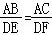 AB/DE = AC/DF